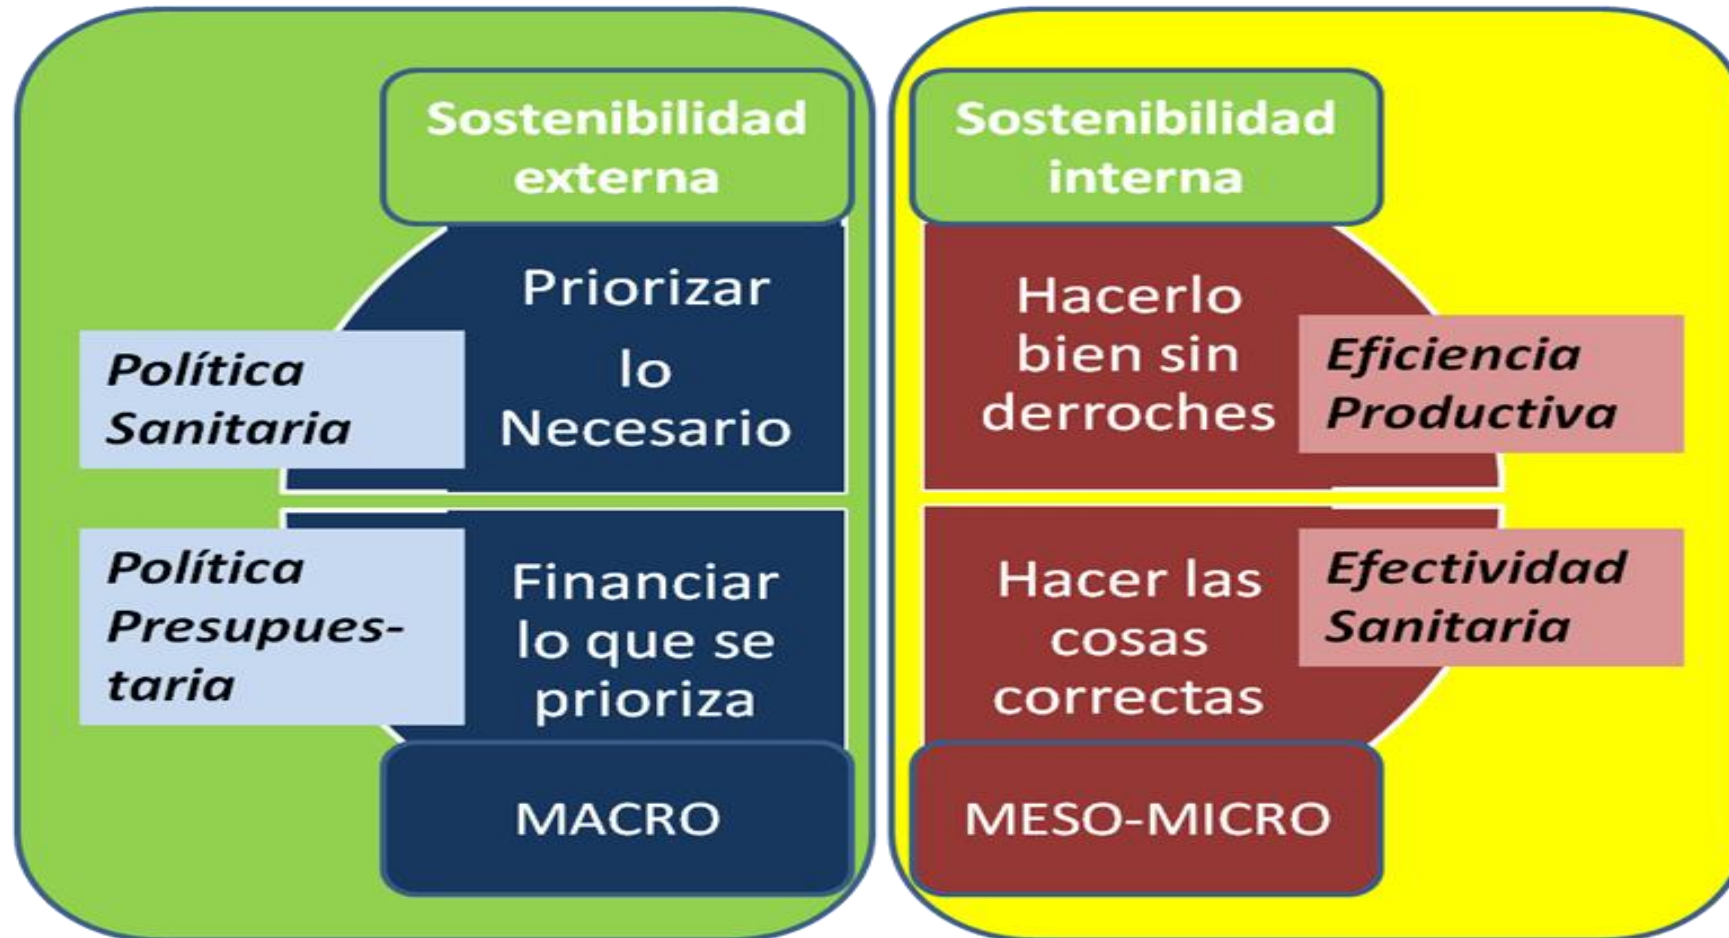 Sostenibilidad
externa
Priorizar
lo
Necesario
Política
Sanitaria
Financiar
lo que se
prioriza
Política
Presupues-
taria
MACRO
Sostenibilidad
interna
Hacerlo
bien sin
derroches
Eficiencia
Productiva
Hacer las
cosas
correctas
Efectividad
Sanitaria
MESO-MICRO